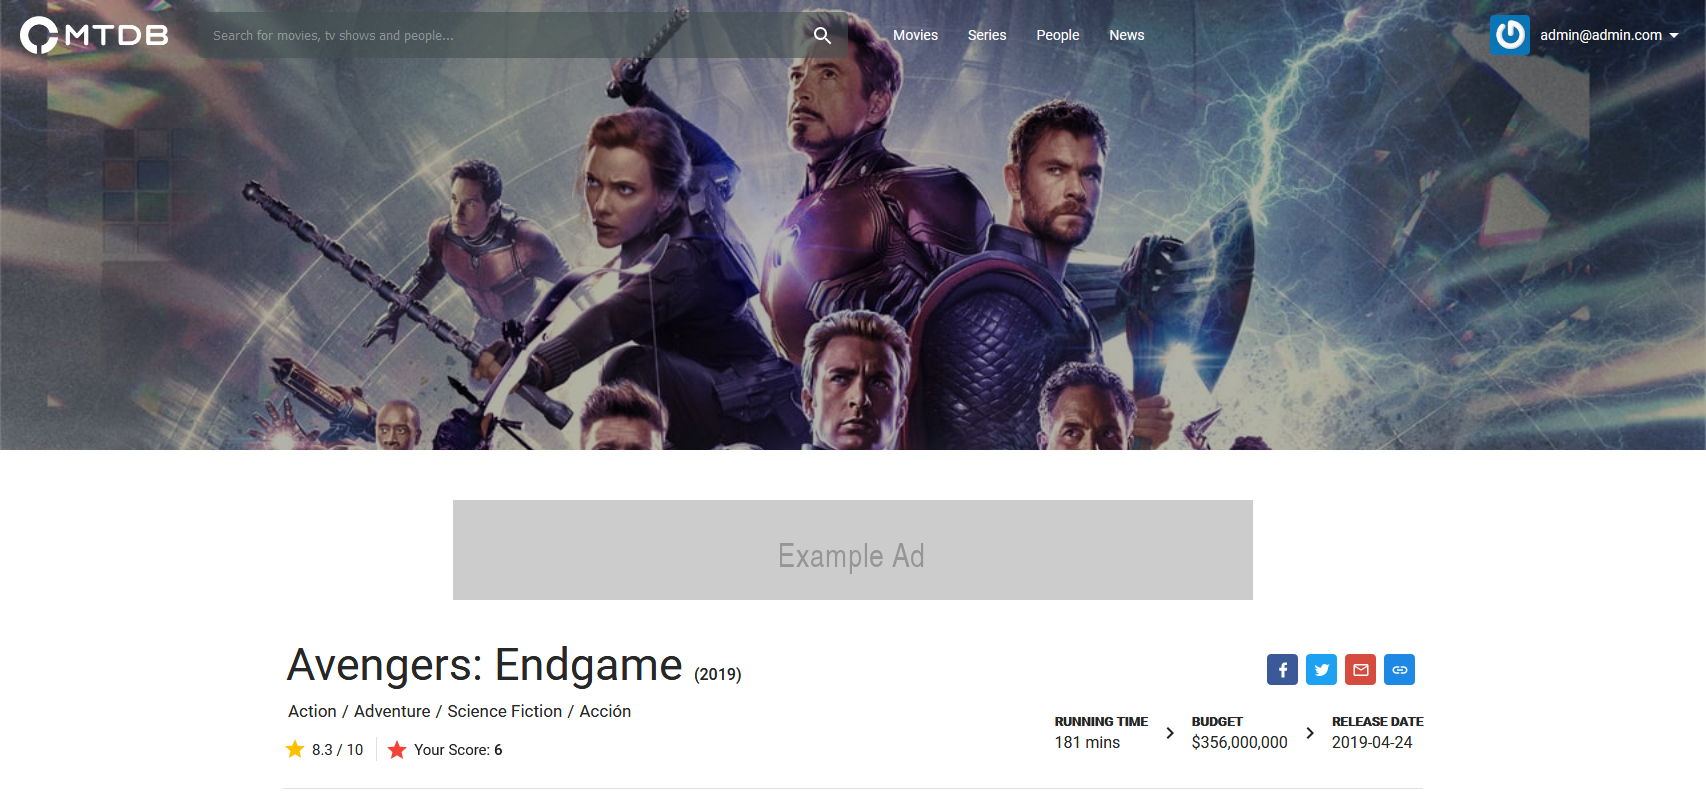 MTDB
Search for movies, tv shows and people...
Movies
Series
People
News
admin@admin.com
Example Ad
Avengers: Endgame (2019)
Action / Adventure / Science Fiction / Acción
8.3 / 10
Your Score: 6
RUNNING TIME
181 mins
BUDGET
$356,000,000
RELEASE DATE
2019-04-24